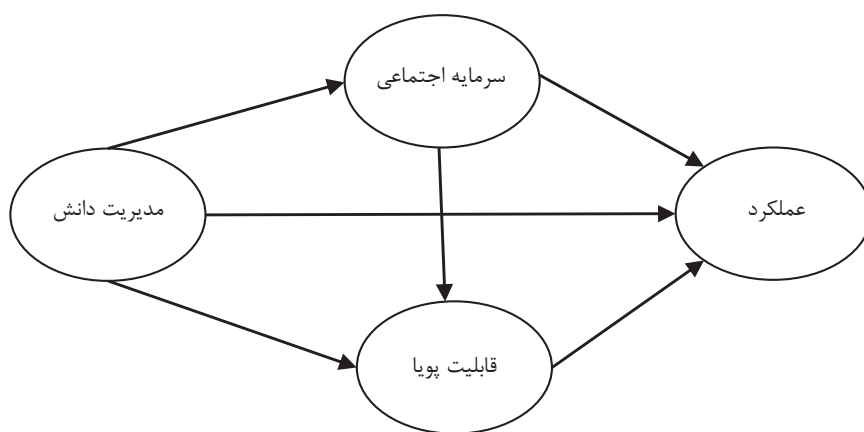 سرمایه اجتماعی
مدیریت دانش
عملکرد
قابلیت پویا